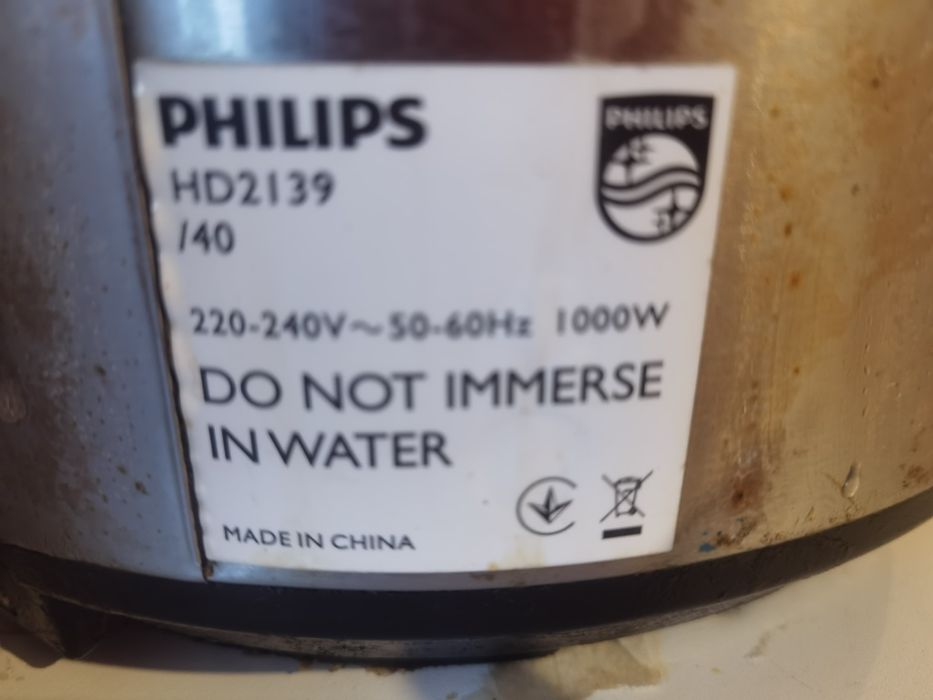 PHILIPS
PHILIPS
HD2139
/40
220-240V~50-60Hz 1000W
DO NOT IMMERSE
IN WATER
MADE IN CHINA